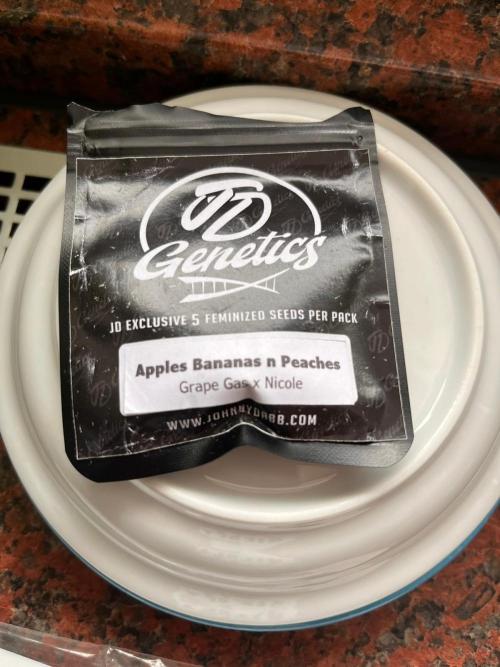 JD
Genetics
JD EXCLUSIVE 5 FEMINIZED SEEDS PER PACK
Apples Bananas n Peaches
Grape Gas x Nicole
WWW.JOHNNYDABB.COM